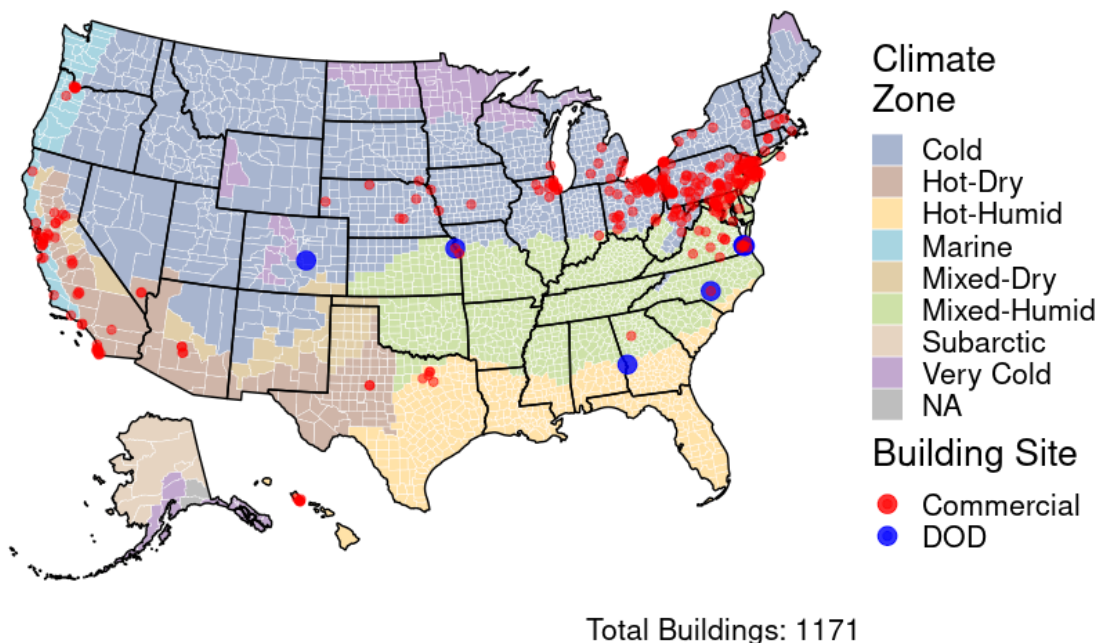 Climate
Zone
Cold
Hot-Dry
Hot-Humid
Marine
Mixed-Dry
Mixed-Humid
Subarctic
Very Cold
NA
Building Site
Commercial
DOD
Total Buildings: 1171